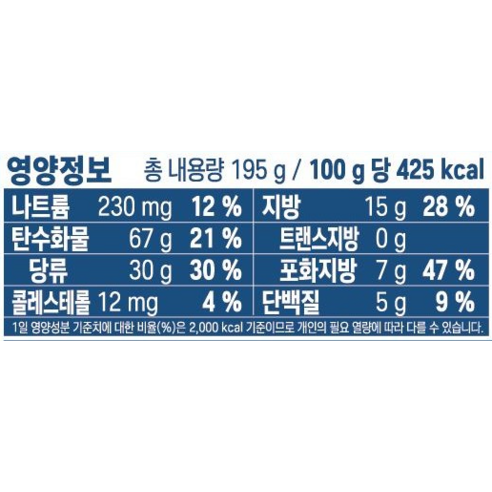 영양정보 총 내용량 195 g / 100 g 당 425 kcal
나트륨 230 mg 12 % 지방 15 g 28 %
탄수화물 67 g 21 % 트랜스지방 0 g
당류 30 g 30 % 포화지방 7 g 47 %
콜레스테롤 12 mg 4 % 단백질 5 g 9 %
1일 영양성분 기준치에 대한 비율(%)은 2,000 kcal 기준이므로 개인의 필요 열량에 따라 다를 수 있습니다.